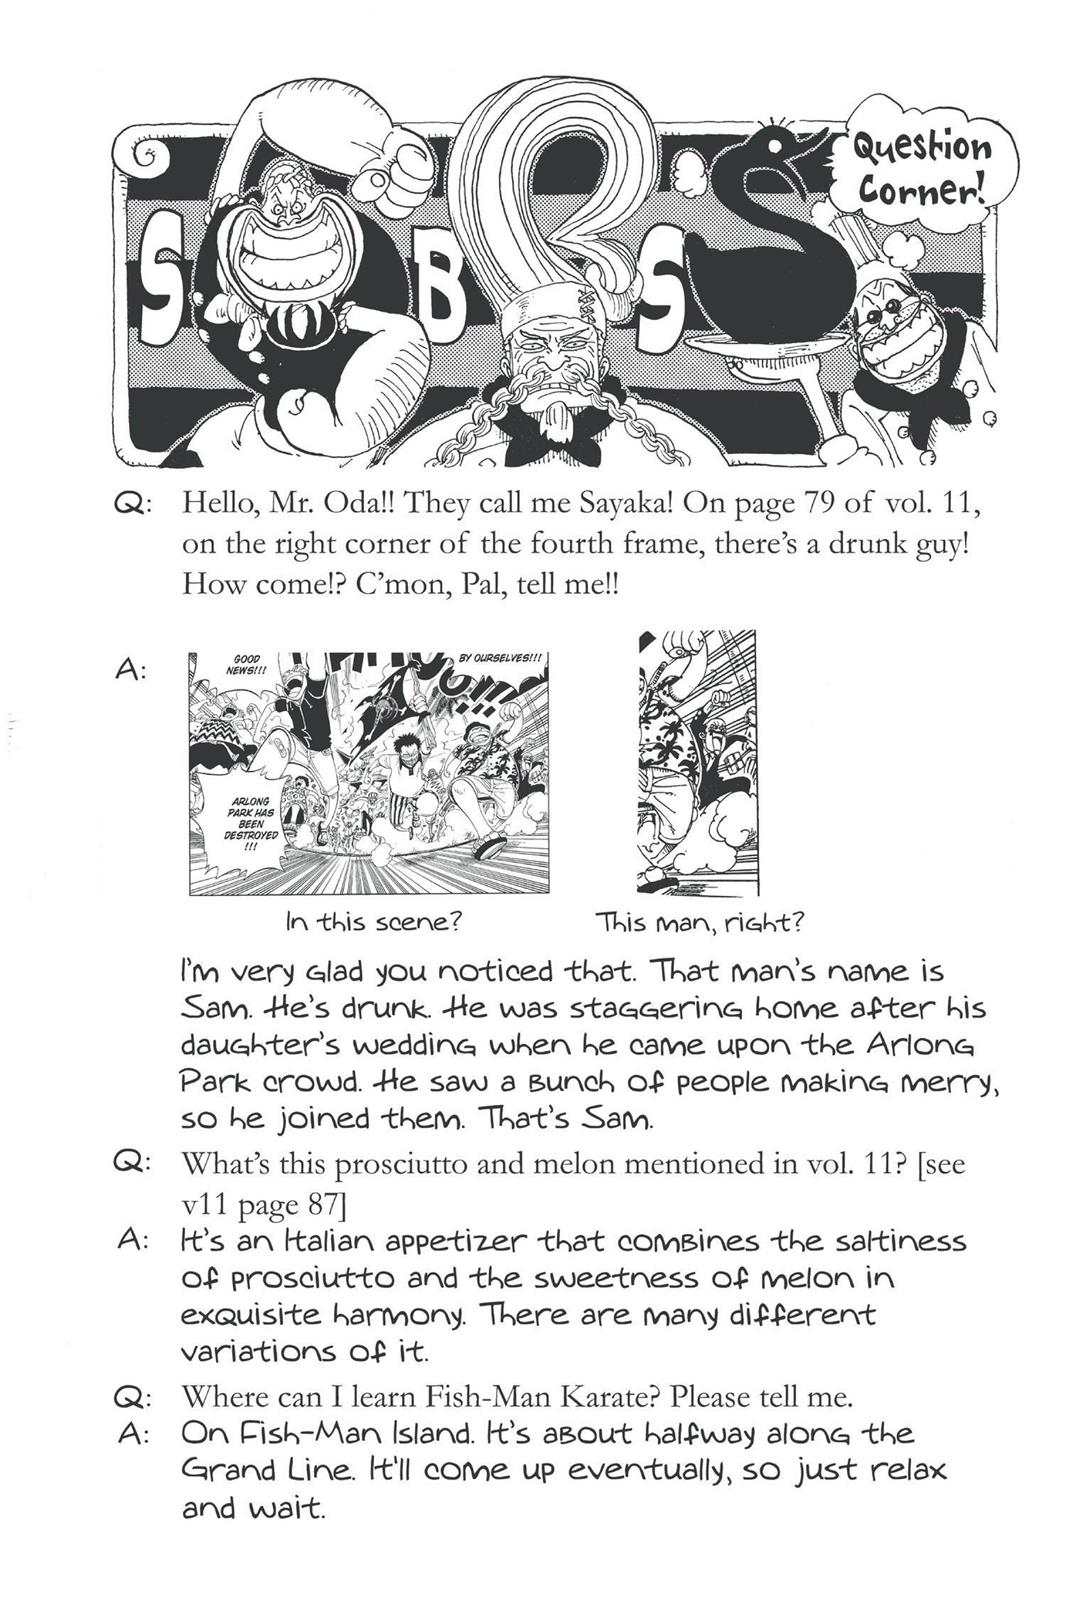 S B S
Question
Corner!
Q: Hello, Mr. Oda!! They call me Sayaka! On page 79 of vol. 11,
on the right corner of the fourth frame, there's a drunk guy!
How come!? C'mon, Pal, tell me!!
A:
GOOD
NEWS!!!
BY OURSELVES!!!
ARLONG
PARK HAS
BEEN
DESTROYED
!!!
In this scene?
This man, right?
I'm very glad you noticed that. That man's name is
Sam. He's drunk. He was staggering home after his
daughter's wedding when he came upon the Arlong
Park crowd. He saw a bunch of people making merry,
so he joined them. That's Sam.
Q: What's this prosciutto and melon mentioned in vol. 11? [see
v11 page 87]
A: It's an Italian appetizer that combines the saltiness
of prosciutto and the sweetness of melon in
exquisite harmony. There are many different
variations of it.
Q: Where can I learn Fish-Man Karate? Please tell me.
A: On Fish-Man Island. It's about halfway along the
Grand Line. It'll come up eventually, so just relax
and wait.